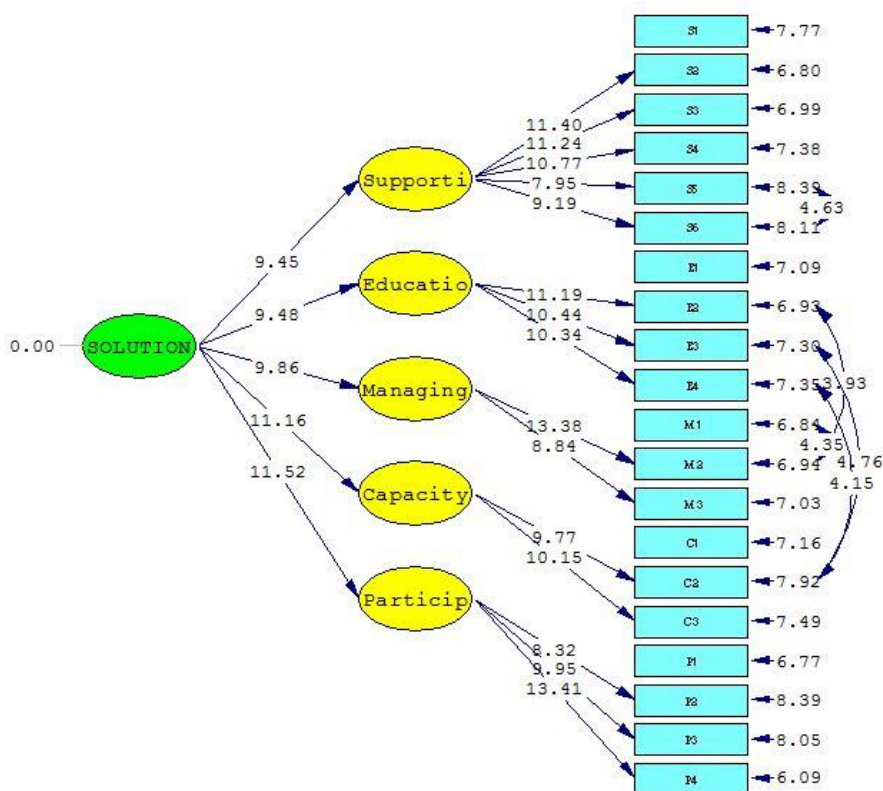 S1 7.77
S2 6.80
11.40
S3 6.99
11.24
S4 7.38
10.77
Supporti
7.95
S5 8.39
4.63
9.19
S6 8.11
9.45
E1 7.09
Educatio
11.19
E2 6.93
9.48
10.44
10.34
E3 7.30
0.00 SOLUTION
9.86
Managing
E4 7.35 3.93
11.16
13.38
M1 6.84
8.84
4.35
M2 6.94
4.76
11.52
4.15
Capacity
M3 7.03
9.77
C1 7.16
10.15
C2 7.92
Particip
C3 7.49
8.32
P1 6.77
9.95
13.41
P2 8.39
P3 8.05
P4 6.09